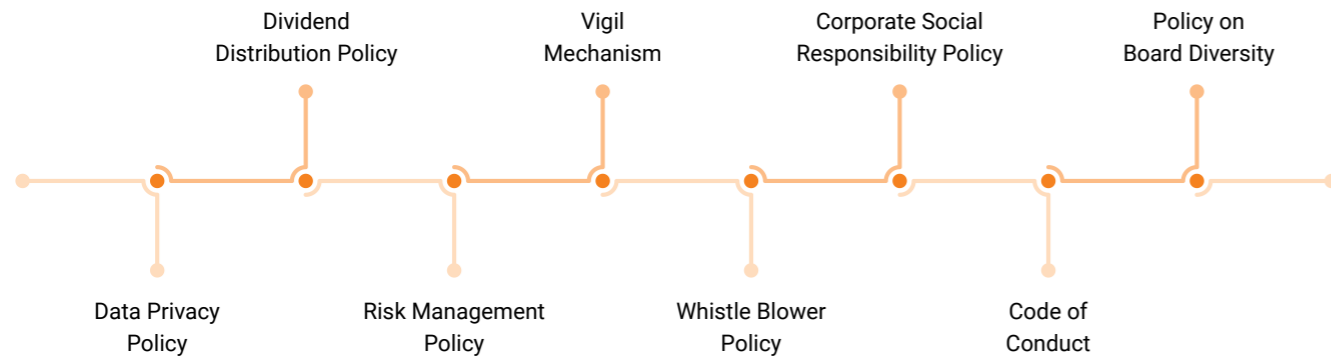 Dividend
Distribution Policy
Vigil
Mechanism
Corporate Social
Responsibility Policy
Policy on
Board Diversity
Data Privacy
Policy
Risk Management
Policy
Whistle Blower
Policy
Code of
Conduct